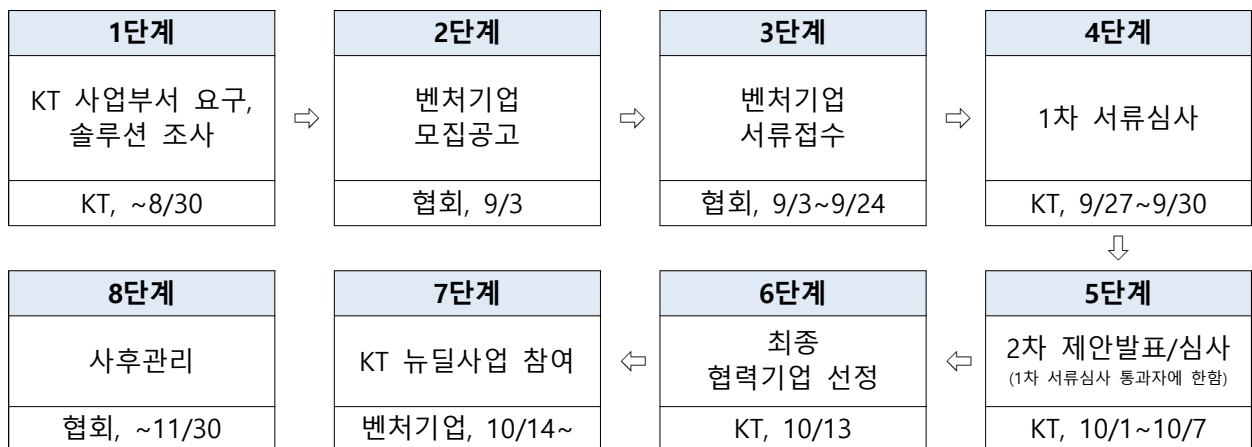 1단계
KT 사업부서 요구,
솔루션 조사
KT, ~8/30
⇨
2단계
벤처기업
모집공고
협회, 9/3
⇨
3단계
벤처기업
서류접수
협회, 9/3~9/24
⇨
4단계
1차 서류심사
KT, 9/27~9/30
⇩
5단계
2차 제안발표/심사
(1차 서류심사 통과자에 한함)
KT, 10/1~10/7
⇦
6단계
최종
협력기업 선정
KT, 10/13
⇦
7단계
KT 뉴딜사업 참여
벤처기업, 10/14~
8단계
사후관리
협회, ~11/30